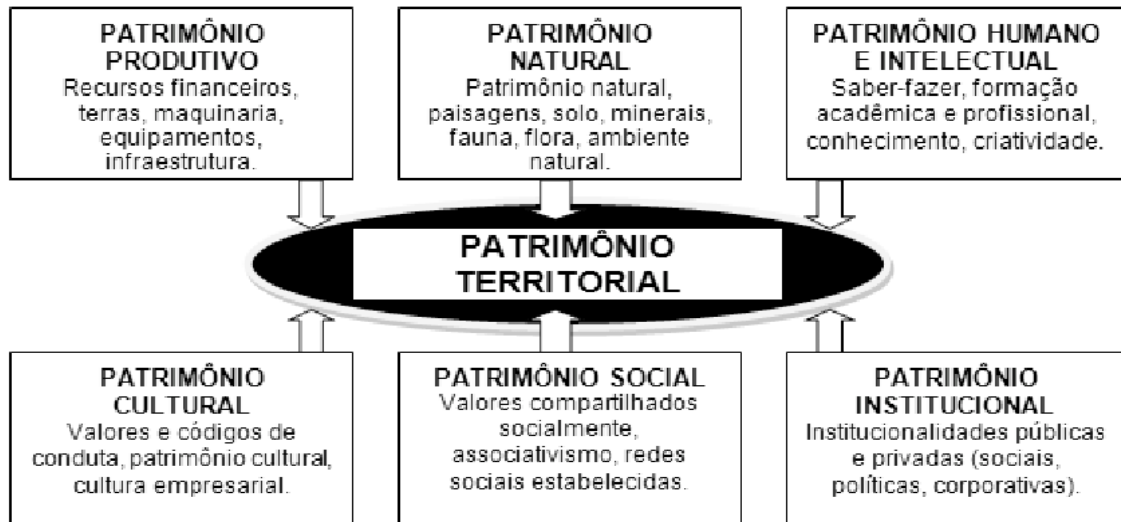 PATRIMÔNIO
PRODUTIVO
Recursos financeiros,
terras, maquinaria,
equipamentos,
infraestrutura.
PATRIMÔNIO
NATURAL
Patrimônio natural,
paisagens, solo, minerais,
fauna, flora, ambiente
natural.
PATRIMÔNIO HUMANO
E INTELECTUAL
Saber-fazer, formação
acadêmica e profissional,
conhecimento, criatividade.
PATRIMÔNIO
TERRITORIAL
PATRIMÔNIO
CULTURAL
Valores e códigos de
conduta, patrimônio cultural,
cultura empresarial.
PATRIMÔNIO SOCIAL
Valores compartilhados
socialmente,
associativismo, redes
sociais estabelecidas.
PATRIMÔNIO
INSTITUCIONAL
Institucionalidades públicas
e privadas (sociais,
políticas, corporativas).